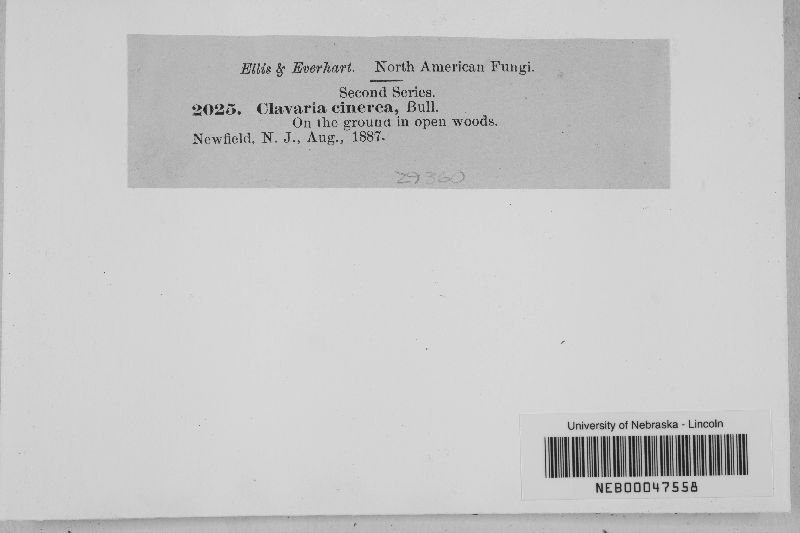 Ellis & Everhart. North American Fungi.
Second Series.
2025. Clavaria cinerea, Bull.
On the ground in open woods.
Newfield, N. J., Aug., 1887.
29360
University of Nebraska - Lincoln
NEB00047558